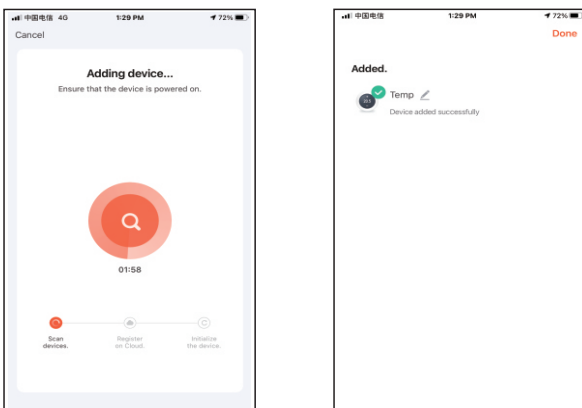 中国电信 4G 1:29 PM 72%
Cancel
Adding device...
Ensure that the device is powered on.
01:58
Scan devices.
Register on Cloud.
Initialize the device.
中国电信 1:29 PM 72%
Done
Added.
Temp
Device added successfully